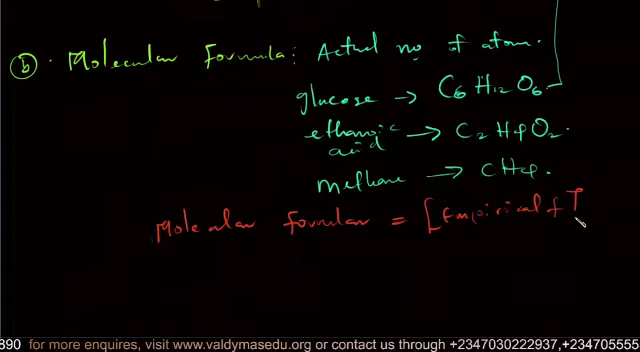 (b). Molecular Formula: Actual no of atom.
glucose → C6 H12 O6
ethanoic acid → C2 H4 O2.
methane → CH4.
Molecular Formular = [Empirical f
890 for more enquires, visit www.valdymasedu.org or contact us through +2347030222937,+234705555